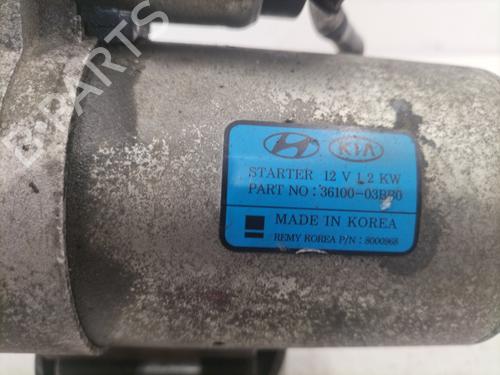 B-PARTS
KIA
STARTER 12 V 1.2 KW
PART NO : 36100-03BB0
MADE IN KOREA
REMY KOREA P/N : 8000968